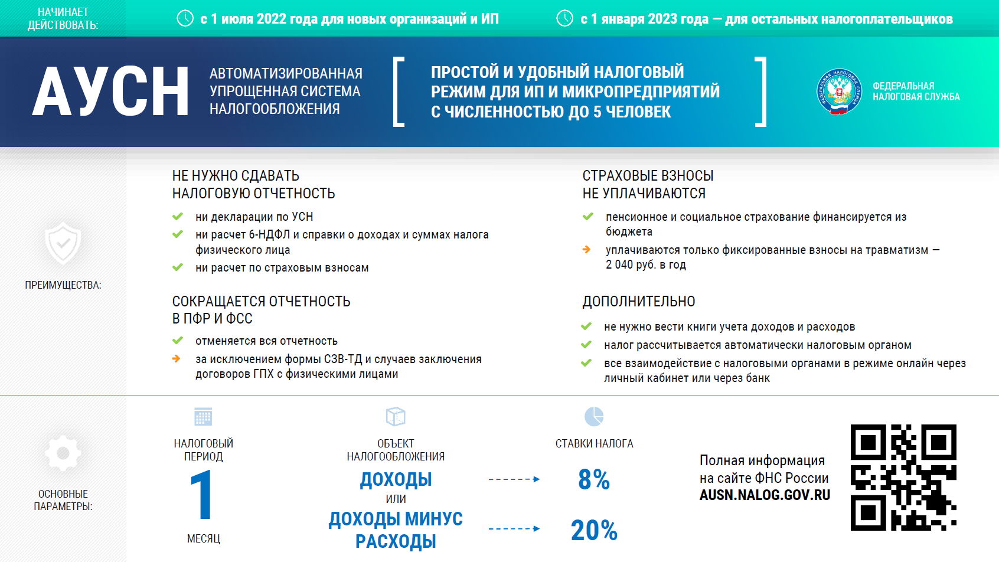 НАЧИНАЕТ
ДЕЙСТВОВАТЬ:
с 1 июля 2022 года для новых организаций и ИП
с 1 января 2023 года — для остальных налогоплательщиков
АУСН
АВТОМАТИЗИРОВАННАЯ
УПРОЩЕННАЯ СИСТЕМА
НАЛОГООБЛОЖЕНИЯ
ПРОСТОЙ И УДОБНЫЙ НАЛОГОВЫЙ
РЕЖИМ ДЛЯ ИП И МИКРОПРЕДПРИЯТИЙ
С ЧИСЛЕННОСТЬЮ ДО 5 ЧЕЛОВЕК
ФЕДЕРАЛЬНАЯ НАЛОГОВАЯ СЛУЖБА
ФЕДЕРАЛЬНАЯ
НАЛОГОВАЯ СЛУЖБА
ПРЕИМУЩЕСТВА:
НЕ НУЖНО СДАВАТЬ
НАЛОГОВУЮ ОТЧЕТНОСТЬ
ни декларации по УСН
ни расчет 6-НДФЛ и справки о доходах и суммах налога
физического лица
ни расчет по страховым взносам
СТРАХОВЫЕ ВЗНОСЫ
НЕ УПЛАЧИВАЮТСЯ
пенсионное и социальное страхование финансируется из
бюджета
уплачиваются только фиксированные взносы на травматизм —
2 040 руб. в год
СОКРАЩАЕТСЯ ОТЧЕТНОСТЬ
В ПФР И ФСС
отменяется вся отчетность
за исключением формы СЗВ-ТД и случаев заключения
договоров ГПХ с физическими лицами
ДОПОЛНИТЕЛЬНО
не нужно вести книги учета доходов и расходов
налог рассчитывается автоматически налоговым органом
все взаимодействие с налоговыми органами в режиме онлайн через
личный кабинет или через банк
ОСНОВНЫЕ
ПАРАМЕТРЫ:
НАЛОГОВЫЙ
ПЕРИОД
1
МЕСЯЦ
ОБЪЕКТ
НАЛОГООБЛОЖЕНИЯ
ДОХОДЫ
ИЛИ
ДОХОДЫ МИНУС
РАСХОДЫ
СТАВКИ НАЛОГА
8%
20%
Полная информация
на сайте ФНС России
AUSN.NALOG.GOV.RU